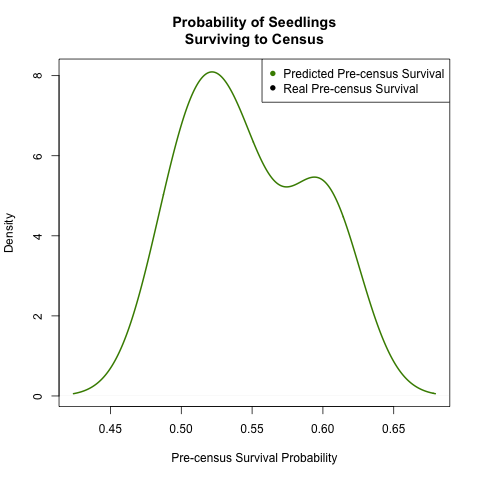 Probability of Seedlings
Surviving to Census
Predicted Pre-census Survival
Real Pre-census Survival
Density
8
6
4
2
0
0.45 0.50 0.55 0.60 0.65
Pre-census Survival Probability